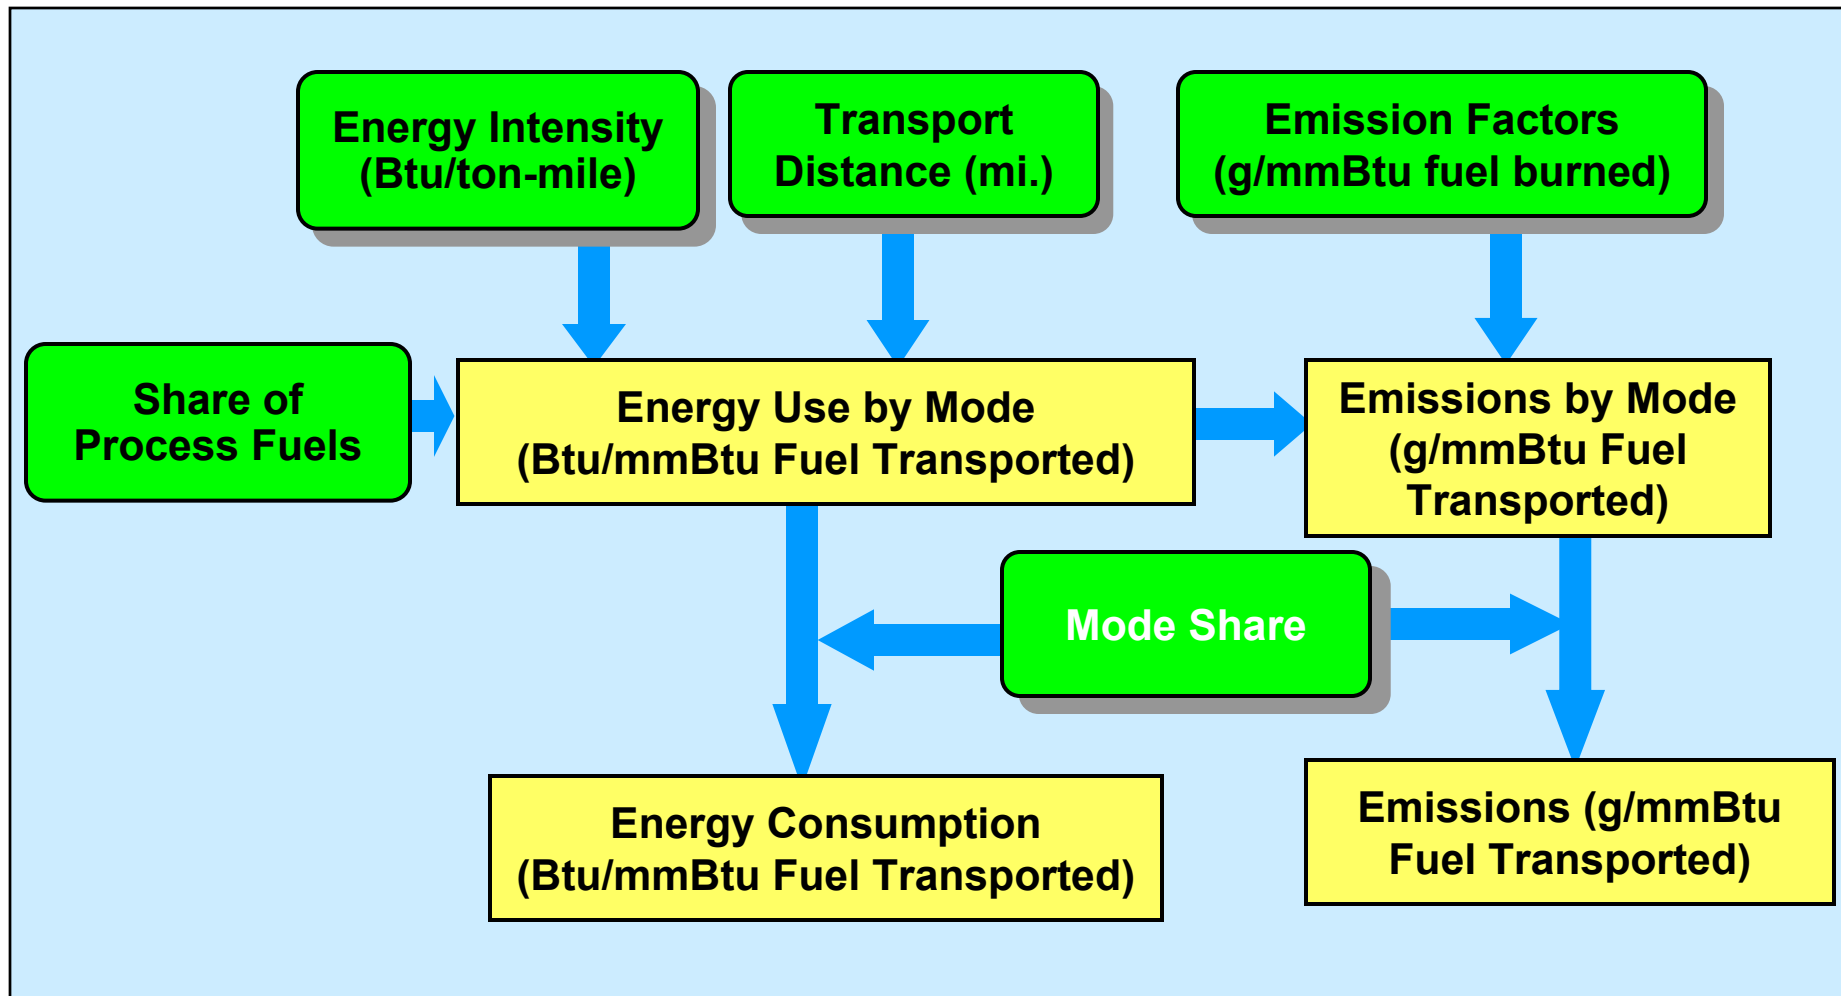 Energy Intensity
(Btu/ton-mile)
Transport
Distance (mi.)
Emission Factors
(g/mmBtu fuel burned)
Share of
Process Fuels
Energy Use by Mode
(Btu/mmBtu Fuel Transported)
Emissions by Mode
(g/mmBtu Fuel
Transported)
Mode Share
Energy Consumption
(Btu/mmBtu Fuel Transported)
Emissions (g/mmBtu
Fuel Transported)